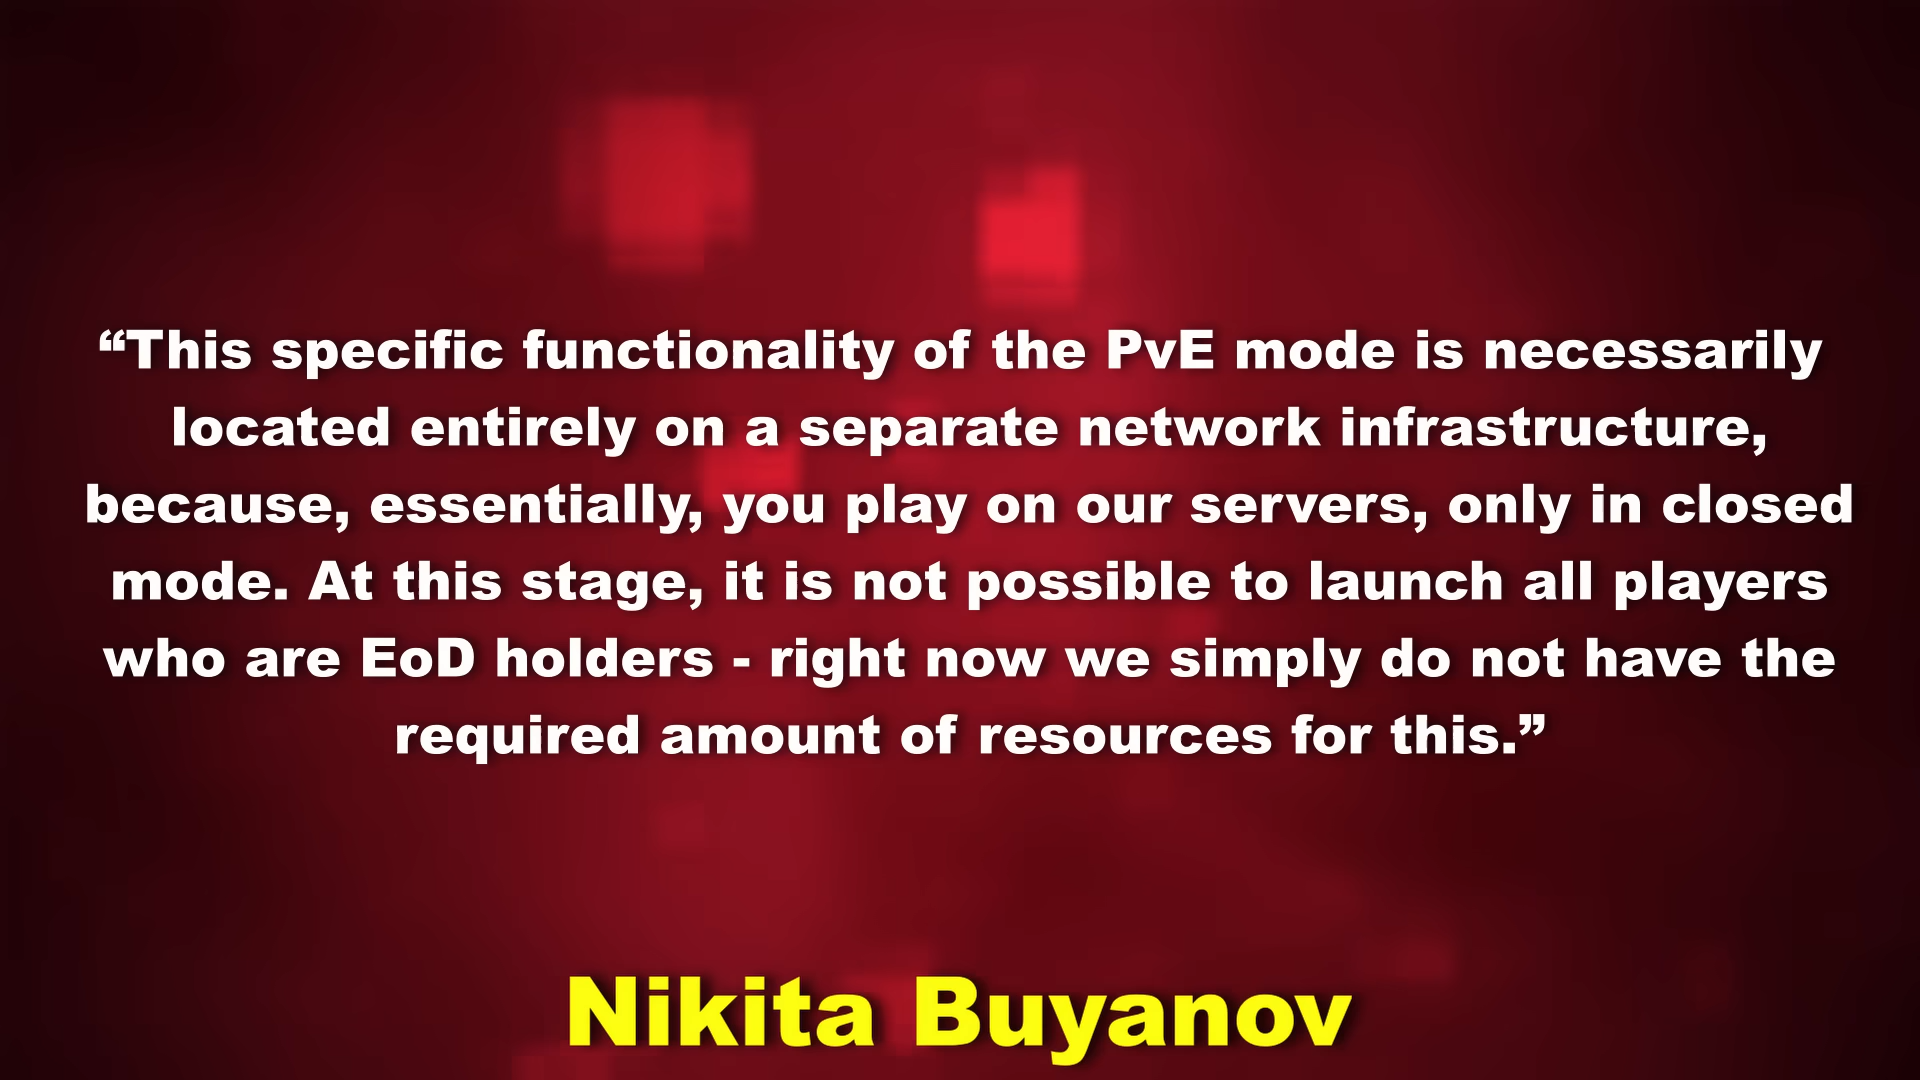 “This specific functionality of the PvE mode is necessarily
located entirely on a separate network infrastructure,
because, essentially, you play on our servers, only in closed
mode. At this stage, it is not possible to launch all players
who are EoD holders - right now we simply do not have the
required amount of resources for this.”
Nikita Buyanov